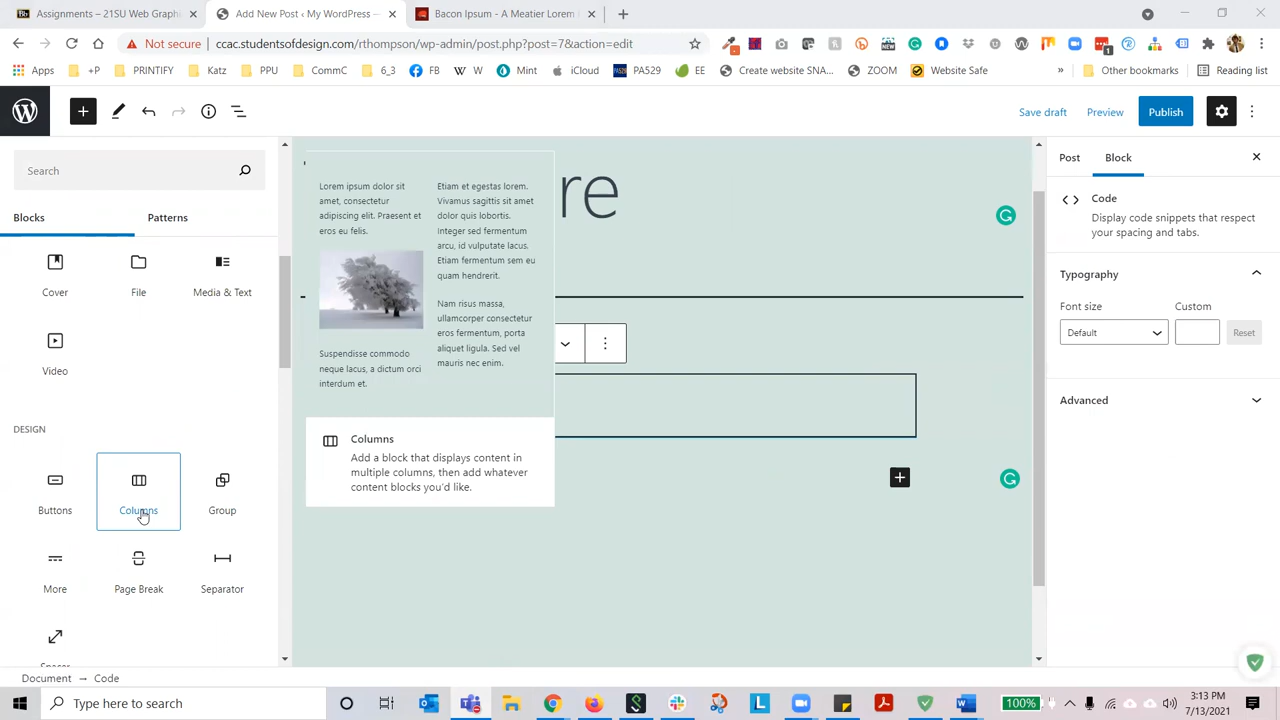 Assignments – 21SU Web Graphic
Add New Post ‹ My WordPress
Bacon Ipsum - A Meatier Lorem
Not secure
ccac.studentsofdesign.com/rthompson/wp-admin/post.php?post=7&action=edit
Apps
+P
PRINTIFY
Katz
PPU
CommC
6_3
FB
W
Mint
iCloud
PA529
EE
Create website SNA...
ZOOM
Website Safe
»
Other bookmarks
Reading list
Save draft
Preview
Publish
Search
Blocks
Patterns
Cover
File
Media & Text
Video
DESIGN
Buttons
Columns
Group
More
Page Break
Separator
Lorem ipsum dolor sit
amet, consectetur
adipiscing elit. Praesent et
eros eu felis.
Suspendisse commodo
neque lacus, a dictum orci
interdum et.
Etiam et egestas lorem.
Vivamus sagittis sit amet
dolor quis lobortis.
Integer sed fermentum
arcu, id vulputate lacus.
Etiam fermentum sem eu
quam hendrerit.
Nam risus massa,
ullamcorper consectetur
eros fermentum, porta
aliquet ligula. Sed vel
mauris nec enim.
Columns
Add a block that displays content in
multiple columns, then add whatever
content blocks you'd like.
re
Post
Block
Code
Display code snippets that respect
your spacing and tabs.
Typography
Font size
Custom
Default
Reset
Advanced
Document → Code
Type here to search
100%
3:13 PM
7/13/2021